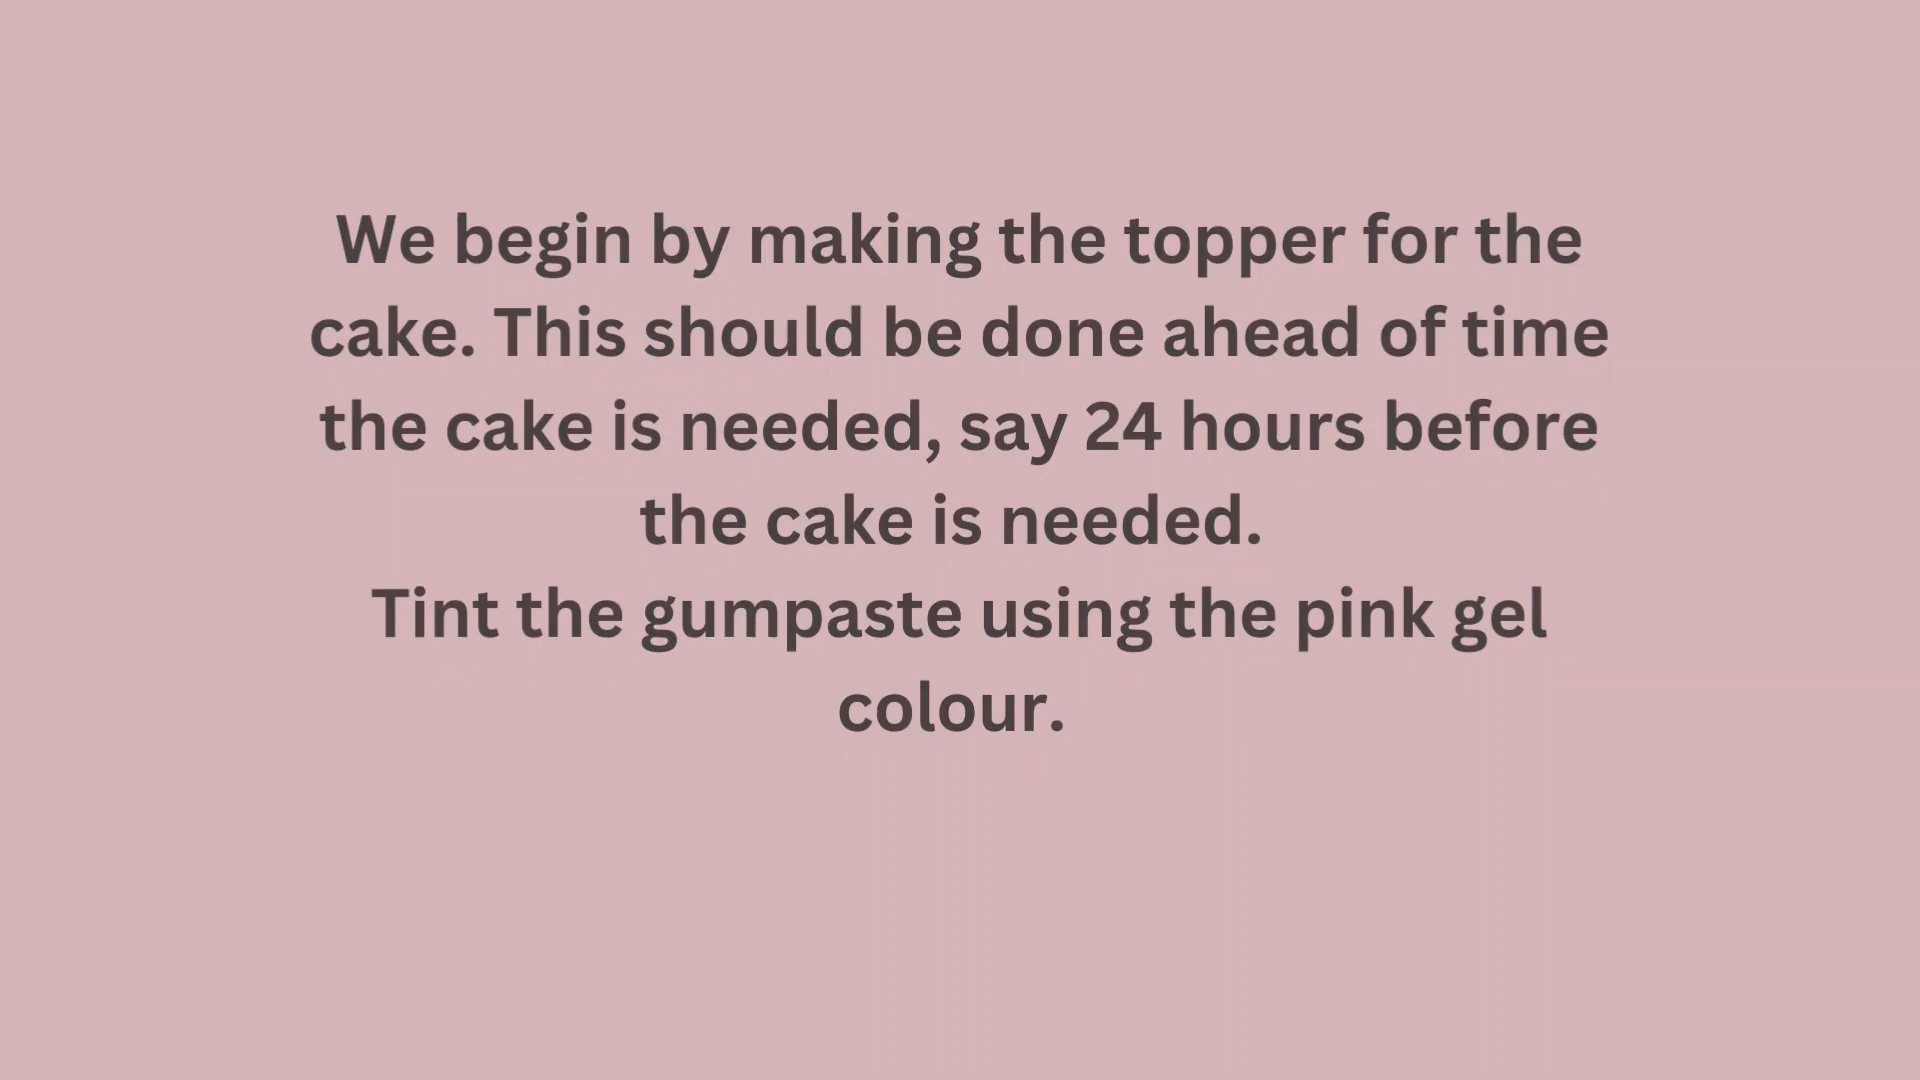 We begin by making the topper for the
cake. This should be done ahead of time
the cake is needed, say 24 hours before
the cake is needed.
Tint the gumpaste using the pink gel
colour.